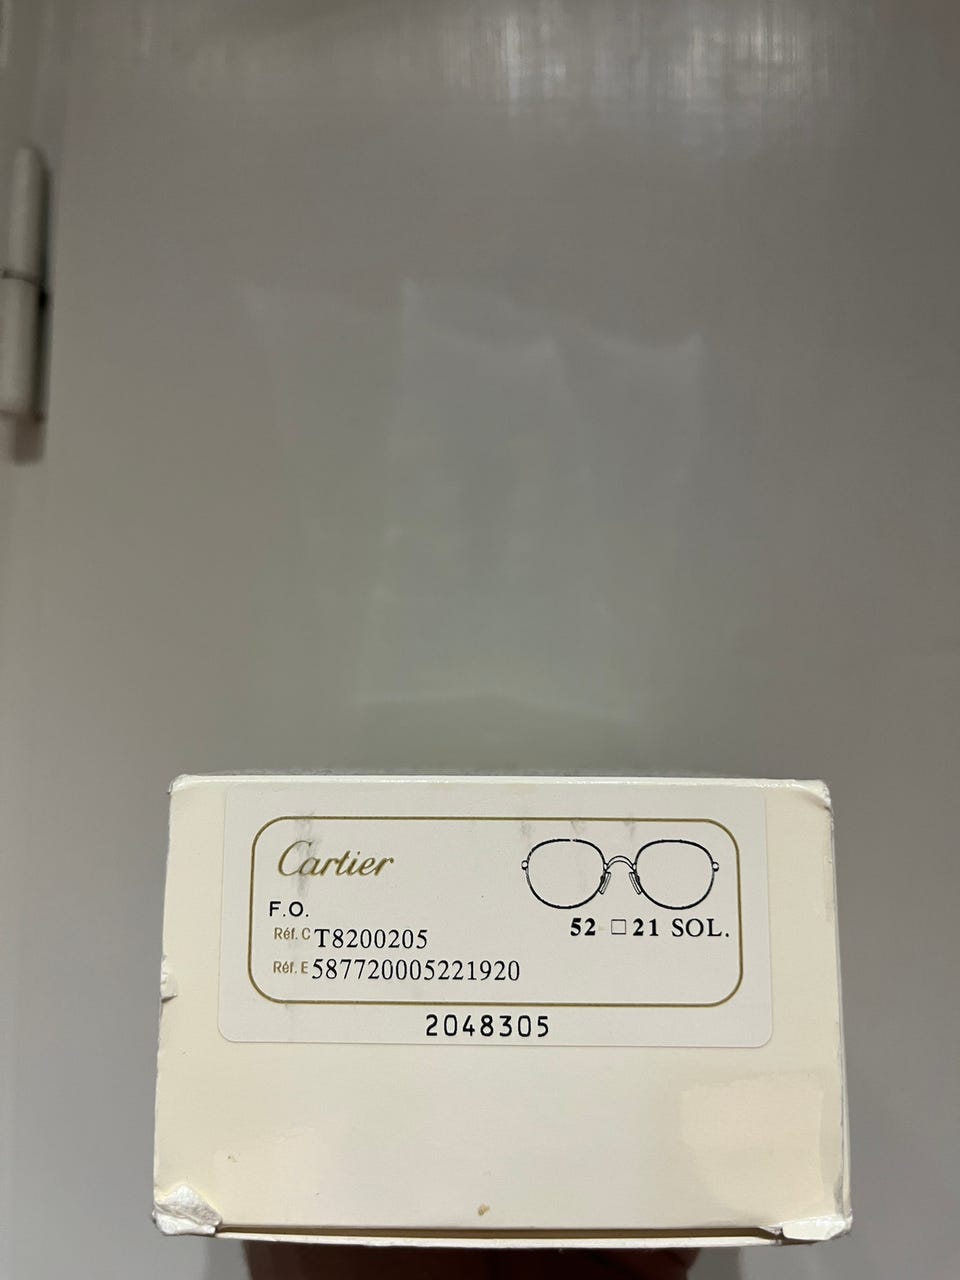 Cartier
F.O.
Réf. C T8200205
Réf. E 587720005221920
52 □ 21 SOL.
2048305